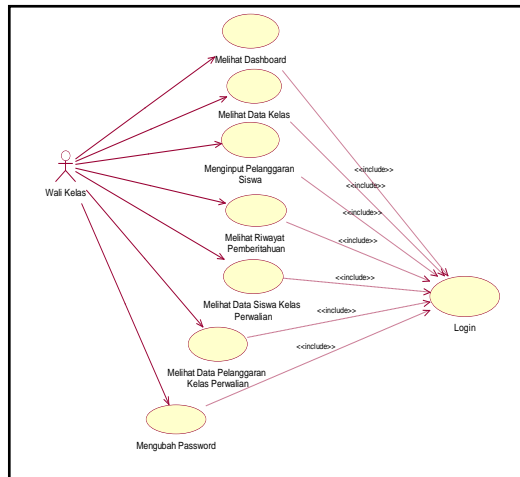 Melihat Dashboard
Melihat Data Kelas
<<include>>
Menginput Pelanggaran
Siswa
<<include>>
Wali Kelas
<<include>>
Melihat Riwayat
Pemberitahuan
<<include>>
<<include>>
Melihat Data Siswa Kelas
Perwalian
<<include>>
Login
<<include>>
Melihat Data Pelanggaran
Kelas Perwalian
Mengubah Password